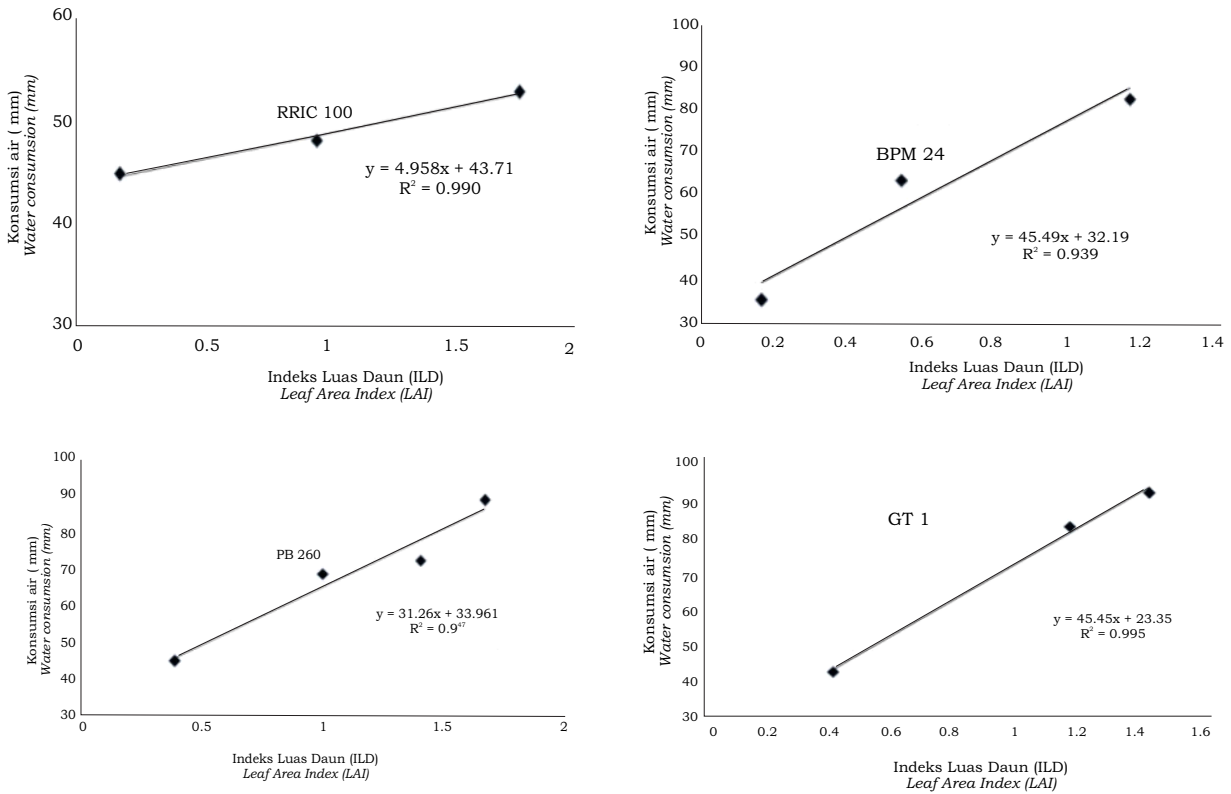 60
50
40
30
0
0.5
1
1.5
2
Konsumsi air ( mm)
Water consumsion (mm)
RRIC 100
y = 4.958x + 43.71
R² = 0.990
Indeks Luas Daun (ILD)
Leaf Area Index (LAI)
100
90
80
70
60
50
40
30
0
0.2
0.4
0.6
0.8
1
1.2
1.4
Konsumsi air ( mm)
Water consumsion (mm)
BPM 24
y = 45.49x + 32.19
R² = 0.939
Indeks Luas Daun (ILD)
Leaf Area Index (LAI)
100
90
80
70
60
50
40
30
0
0.5
1
1.5
2
Konsumsi air ( mm)
Water consumsion (mm)
PB 260
y = 31.26x + 33.961
R² = 0.9⁴⁷
Indeks Luas Daun (ILD)
Leaf Area Index (LAI)
100
90
80
70
60
50
40
30
0
0.2
0.4
0.6
0.8
1
1.2
1.4
1.6
Konsumsi air ( mm)
Water consumsion (mm)
GT 1
y = 45.45x + 23.35
R² = 0.995
Indeks Luas Daun (ILD)
Leaf Area Index (LAI)